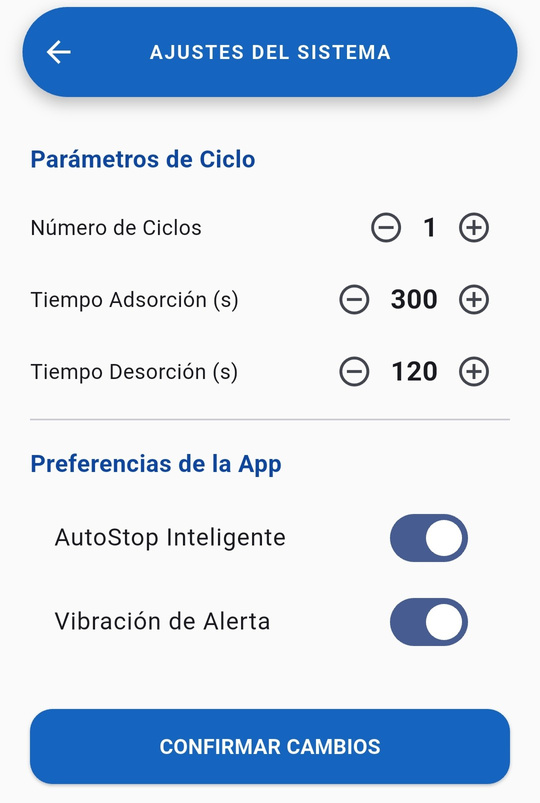 AJUSTES DEL SISTEMA
Parámetros de Ciclo
Número de Ciclos 1
Tiempo Adsorción (s) 300
Tiempo Desorción (s) 120
Preferencias de la App
AutoStop Inteligente
Vibración de Alerta
CONFIRMAR CAMBIOS